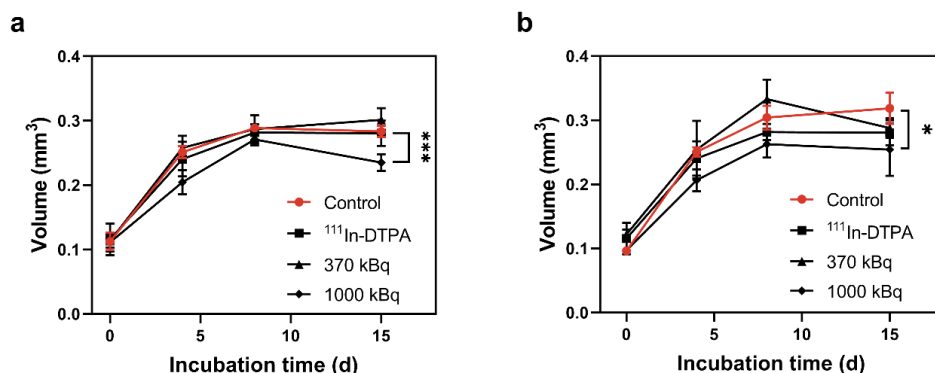 a
0.4
0.3
0.2
0.1
0.0
Volume (mm³)
0 5 10 15
Incubation time (d)
Control
¹¹¹In-DTPA
370 kBq
1000 kBq
***
b
0.4
0.3
0.2
0.1
0.0
Volume (mm³)
0 5 10 15
Incubation time (d)
Control
¹¹¹In-DTPA
370 kBq
1000 kBq
*